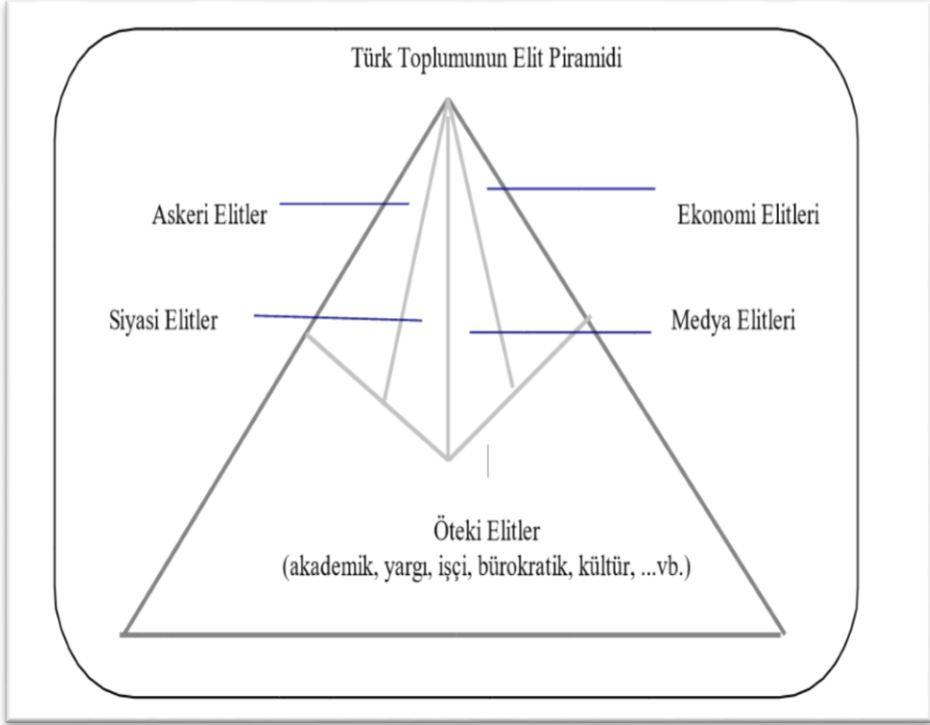 Türk Toplumunun Elit Piramidi
Askeri Elitler
Ekonomi Elitleri
Siyasi Elitler
Medya Elitleri
Öteki Elitler
(akademik, yargı, işçi, bürokratik, kültür, ...vb.)